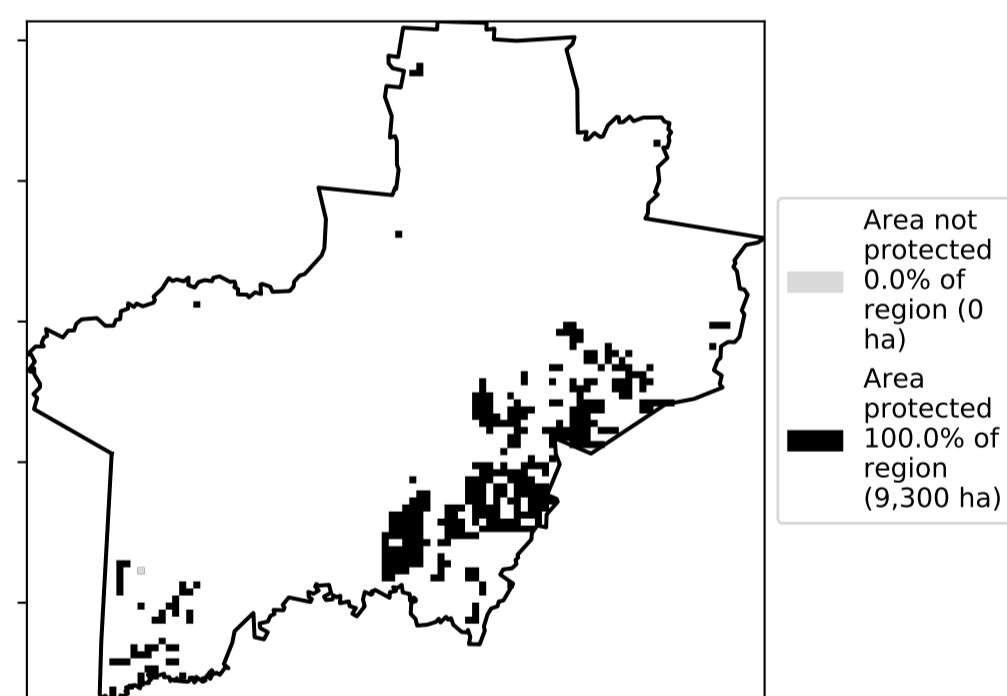 Area not
protected
0.0% of
region (0
ha)
Area
protected
100.0% of
region
(9,300 ha)